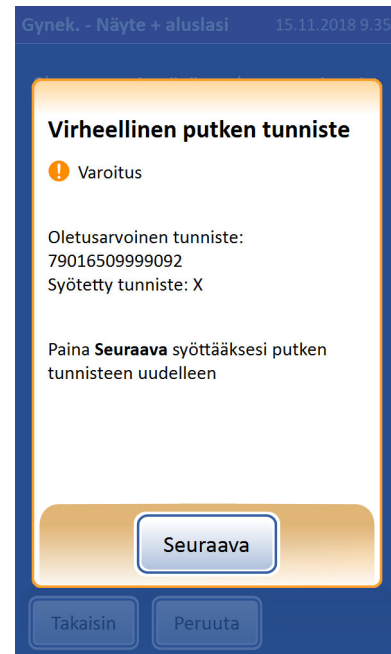 Gynek. - Näyte + aluslasi 15.11.2018 9.35
Virheellinen putken tunniste
Varoitus
Oletusarvoinen tunniste:
79016509999092
Syötetty tunniste: X
Paina Seuraava syöttääksesi putken
tunnisteen uudelleen
Seuraava
Takaisin Peruuta